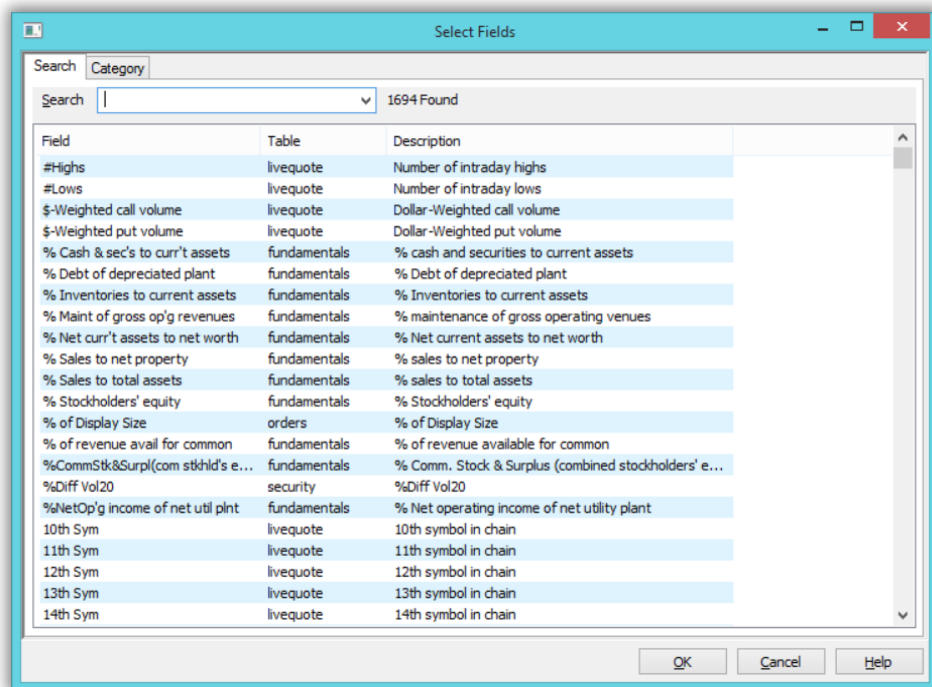 Select Fields
Search Category
Search 1694 Found
Field Table Description
#Highs livequote Number of intraday highs
#Lows livequote Number of intraday lows
$-Weighted call volume livequote Dollar-Weighted call volume
$-Weighted put volume livequote Dollar-Weighted put volume
% Cash & sec's to curr't assets fundamentals % cash and securities to current assets
% Debt of depreciated plant fundamentals % Debt of depreciated plant
% Inventories to current assets fundamentals % Inventories to current assets
% Maint of gross op'g revenues fundamentals % maintenance of gross operating venues
% Net curr't assets to net worth fundamentals % Net current assets to net worth
% Sales to net property fundamentals % sales to net property
% Sales to total assets fundamentals % sales to total assets
% Stockholders' equity fundamentals % Stockholders' equity
% of Display Size orders % of Display Size
% of revenue avail for common fundamentals % of revenue available for common
%CommStk&Surpl(com stkhld's e... fundamentals % Comm. Stock & Surplus (combined stockholders' e...
%Diff Vol20 security %Diff Vol20
%NetOp'g income of net util plnt fundamentals % Net operating income of net utility plant
10th Sym livequote 10th symbol in chain
11th Sym livequote 11th symbol in chain
12th Sym livequote 12th symbol in chain
13th Sym livequote 13th symbol in chain
14th Sym livequote 14th symbol in chain
OK Cancel Help